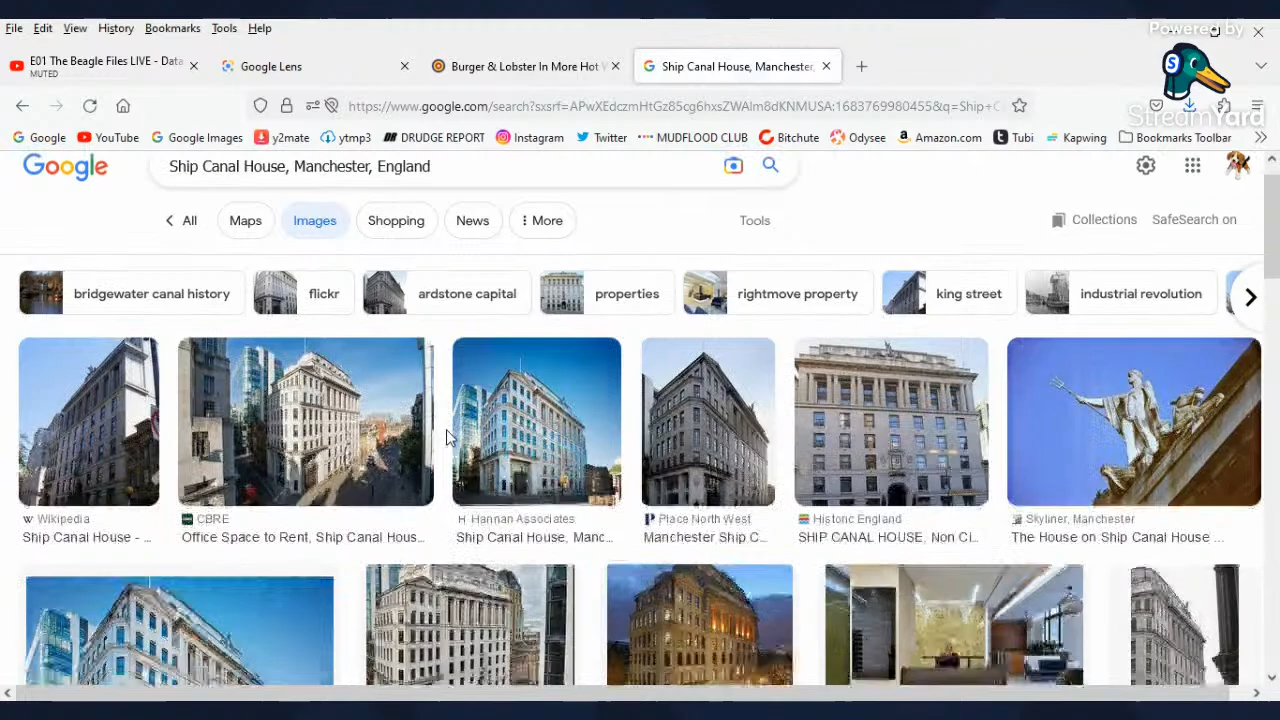 File Edit View History Bookmarks Tools Help
Powered by
E01 The Beagle Files LIVE - Data
MUTED
Google Lens
Burger & Lobster In More Hot W
Ship Canal House, Manchester,
S
StreamYard
https://www.google.com/search?sxsrf=APwXEdczmHtGz85cg6hxsZWAlm8dKNMUSA:1683769980455&q=Ship+C
Google YouTube Google Images y2mate ytmp3 DRUDGE REPORT Instagram Twitter MUDFLOOD CLUB Bitchute Odysee Amazon.com Tubi Kapwing Bookmarks Toolbar
Google
Ship Canal House, Manchester, England
All Maps Images Shopping News More Tools Collections SafeSearch on
bridgewater canal history flickr ardstone capital properties rightmove property king street industrial revolution
Wikipedia CBRE Hannan Associates Place North West Historic England Skyliner, Manchester
Ship Canal House - ... Office Space to Rent, Ship Canal Hous... Ship Canal House, Manc... Manchester Ship C... SHIP CANAL HOUSE, Non Ci... The House on Ship Canal House ...